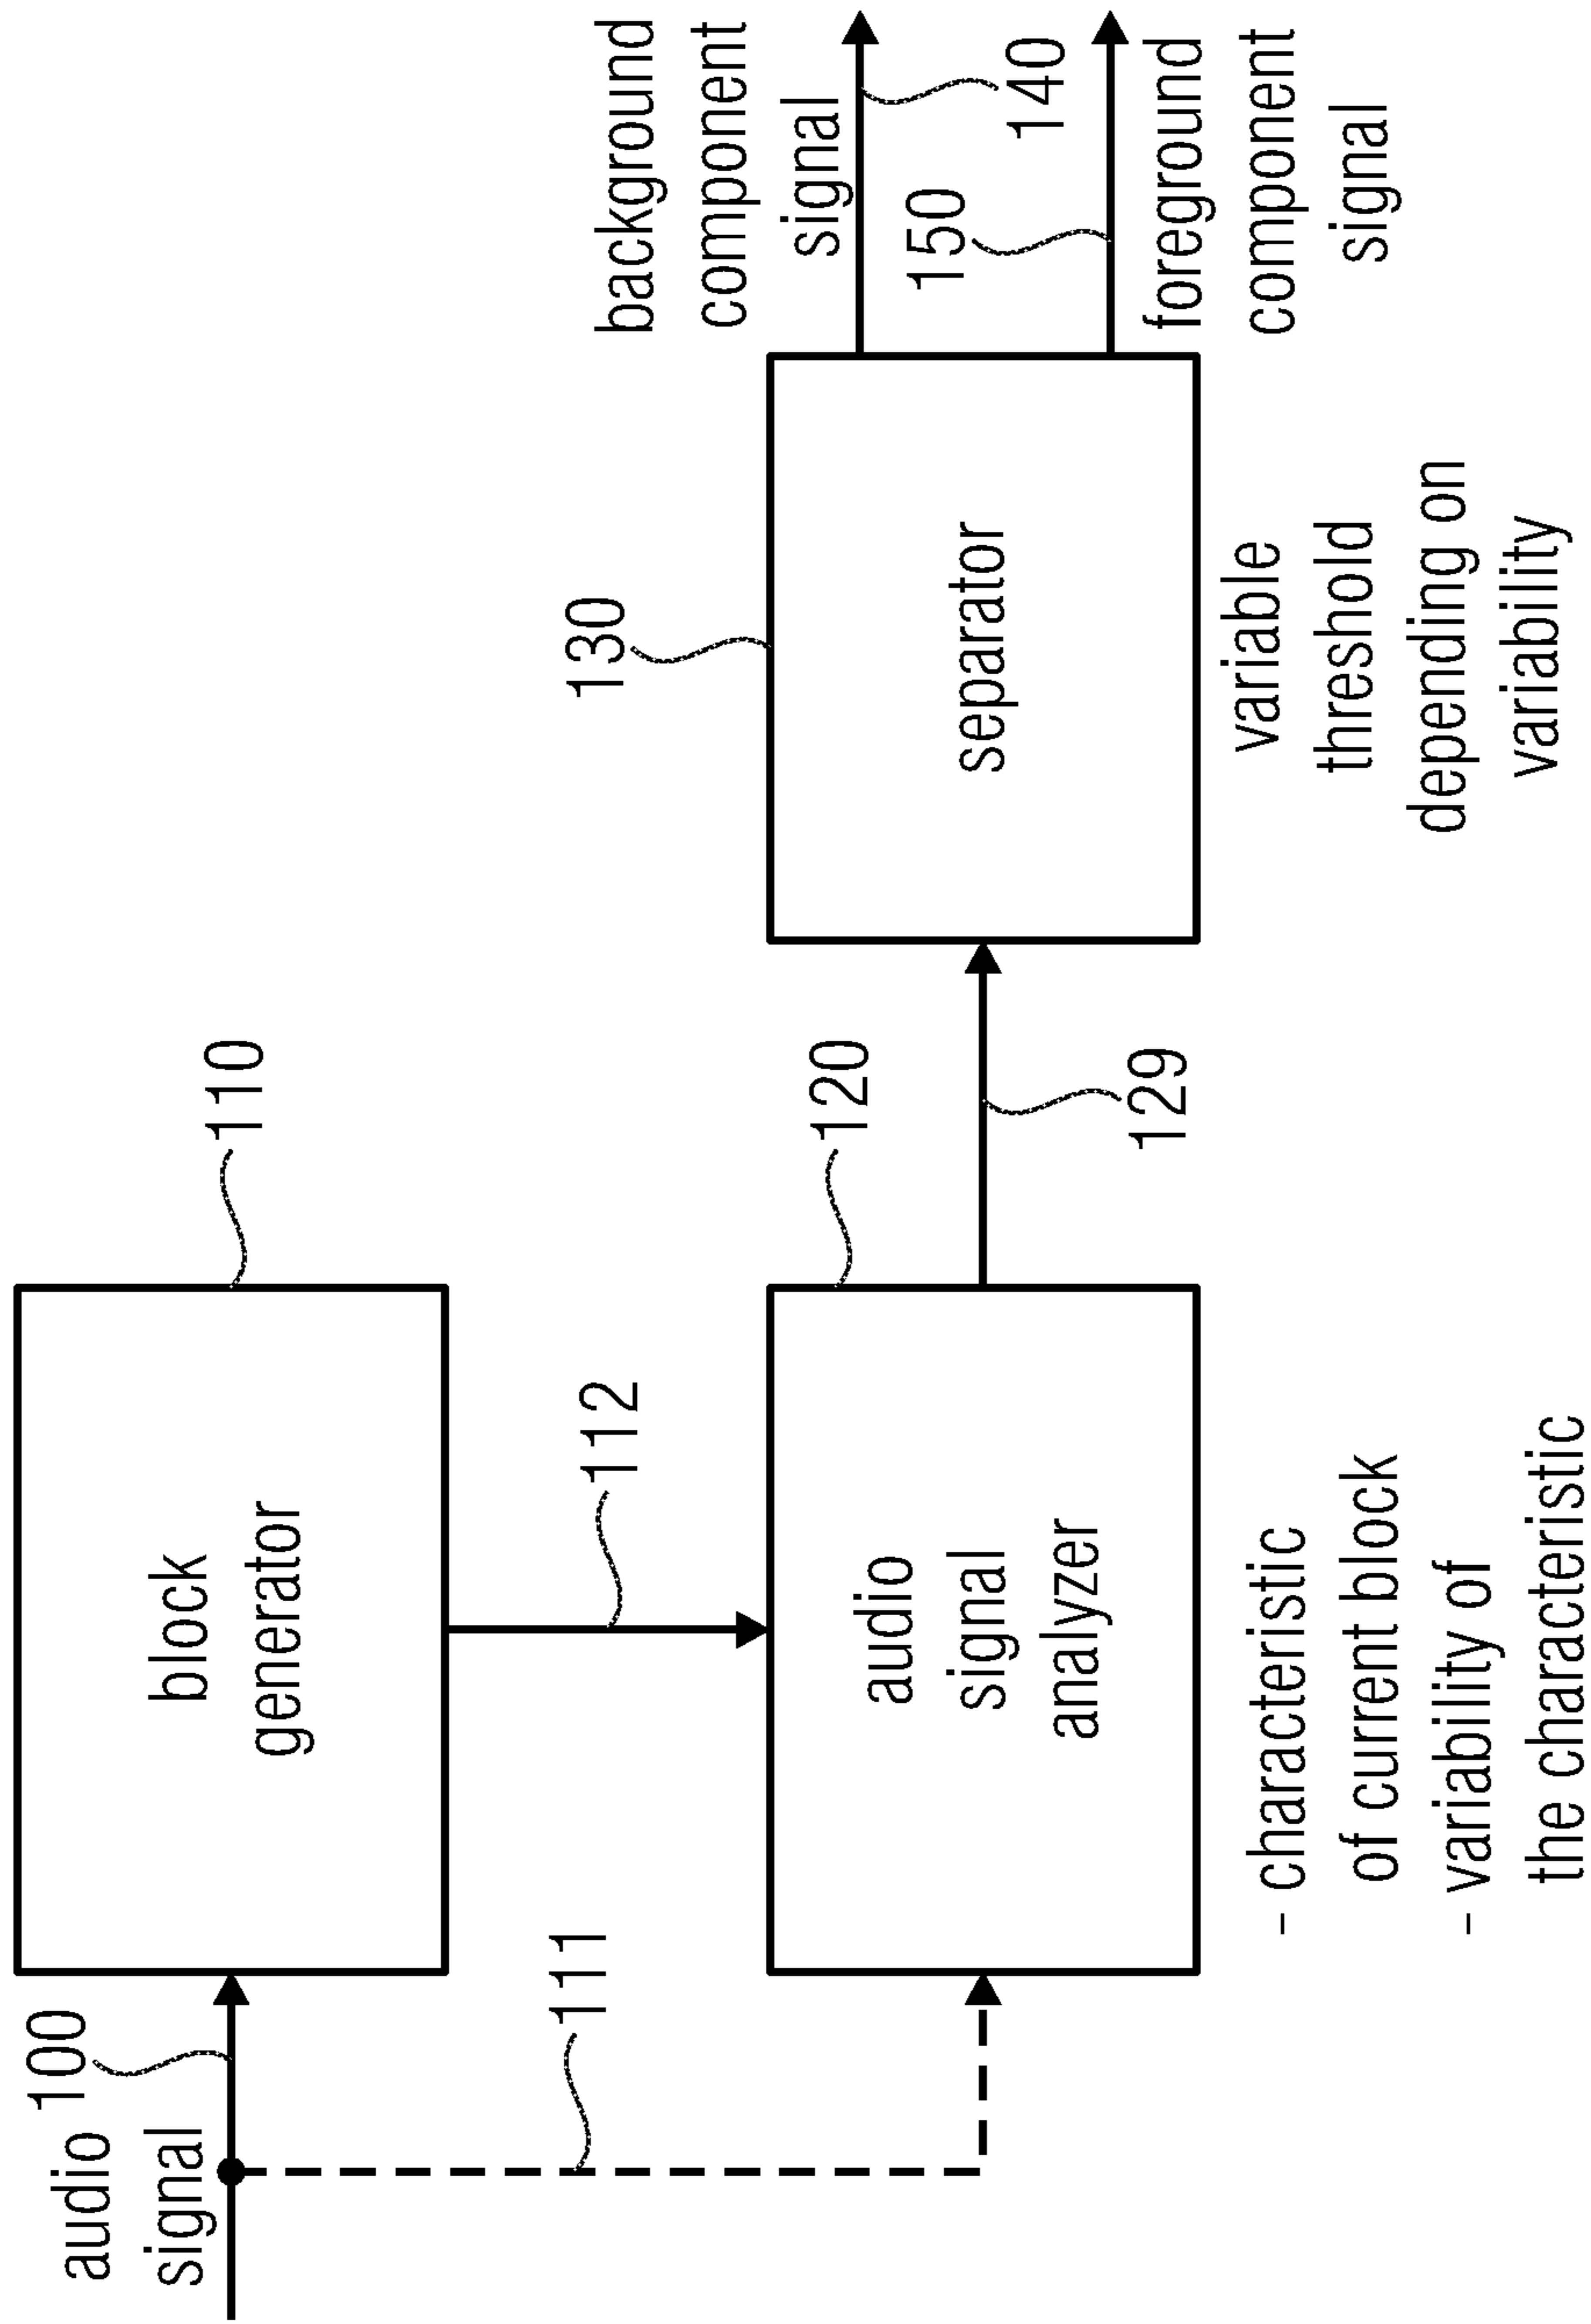 audio
signal
100
block
generator
110
111
112
audio
signal
analyzer
120
- characteristic
of current block
- variability of
the characteristic
129
130
separator
variable
threshold
depending on
variability
background
component
signal
140
150
foreground
component
signal